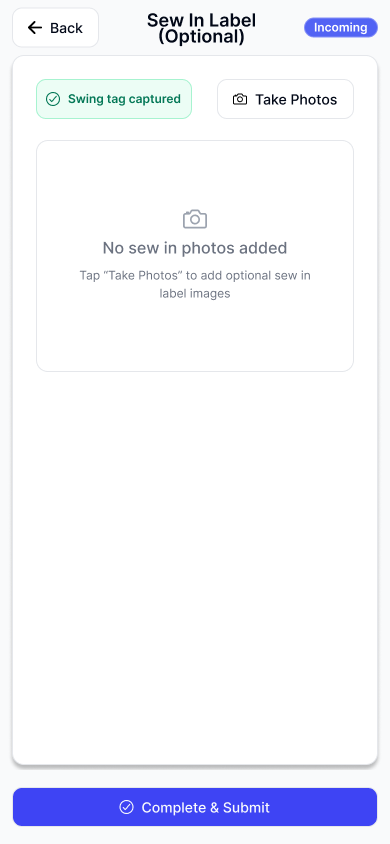 Back
Sew In Label
(Optional)
Incoming
Swing tag captured
Take Photos
No sew in photos added
Tap “Take Photos” to add optional sew in
label images
Complete & Submit